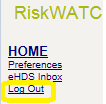 RiskWATC
HOME
Preferences
eHDS Inbox
Log Out